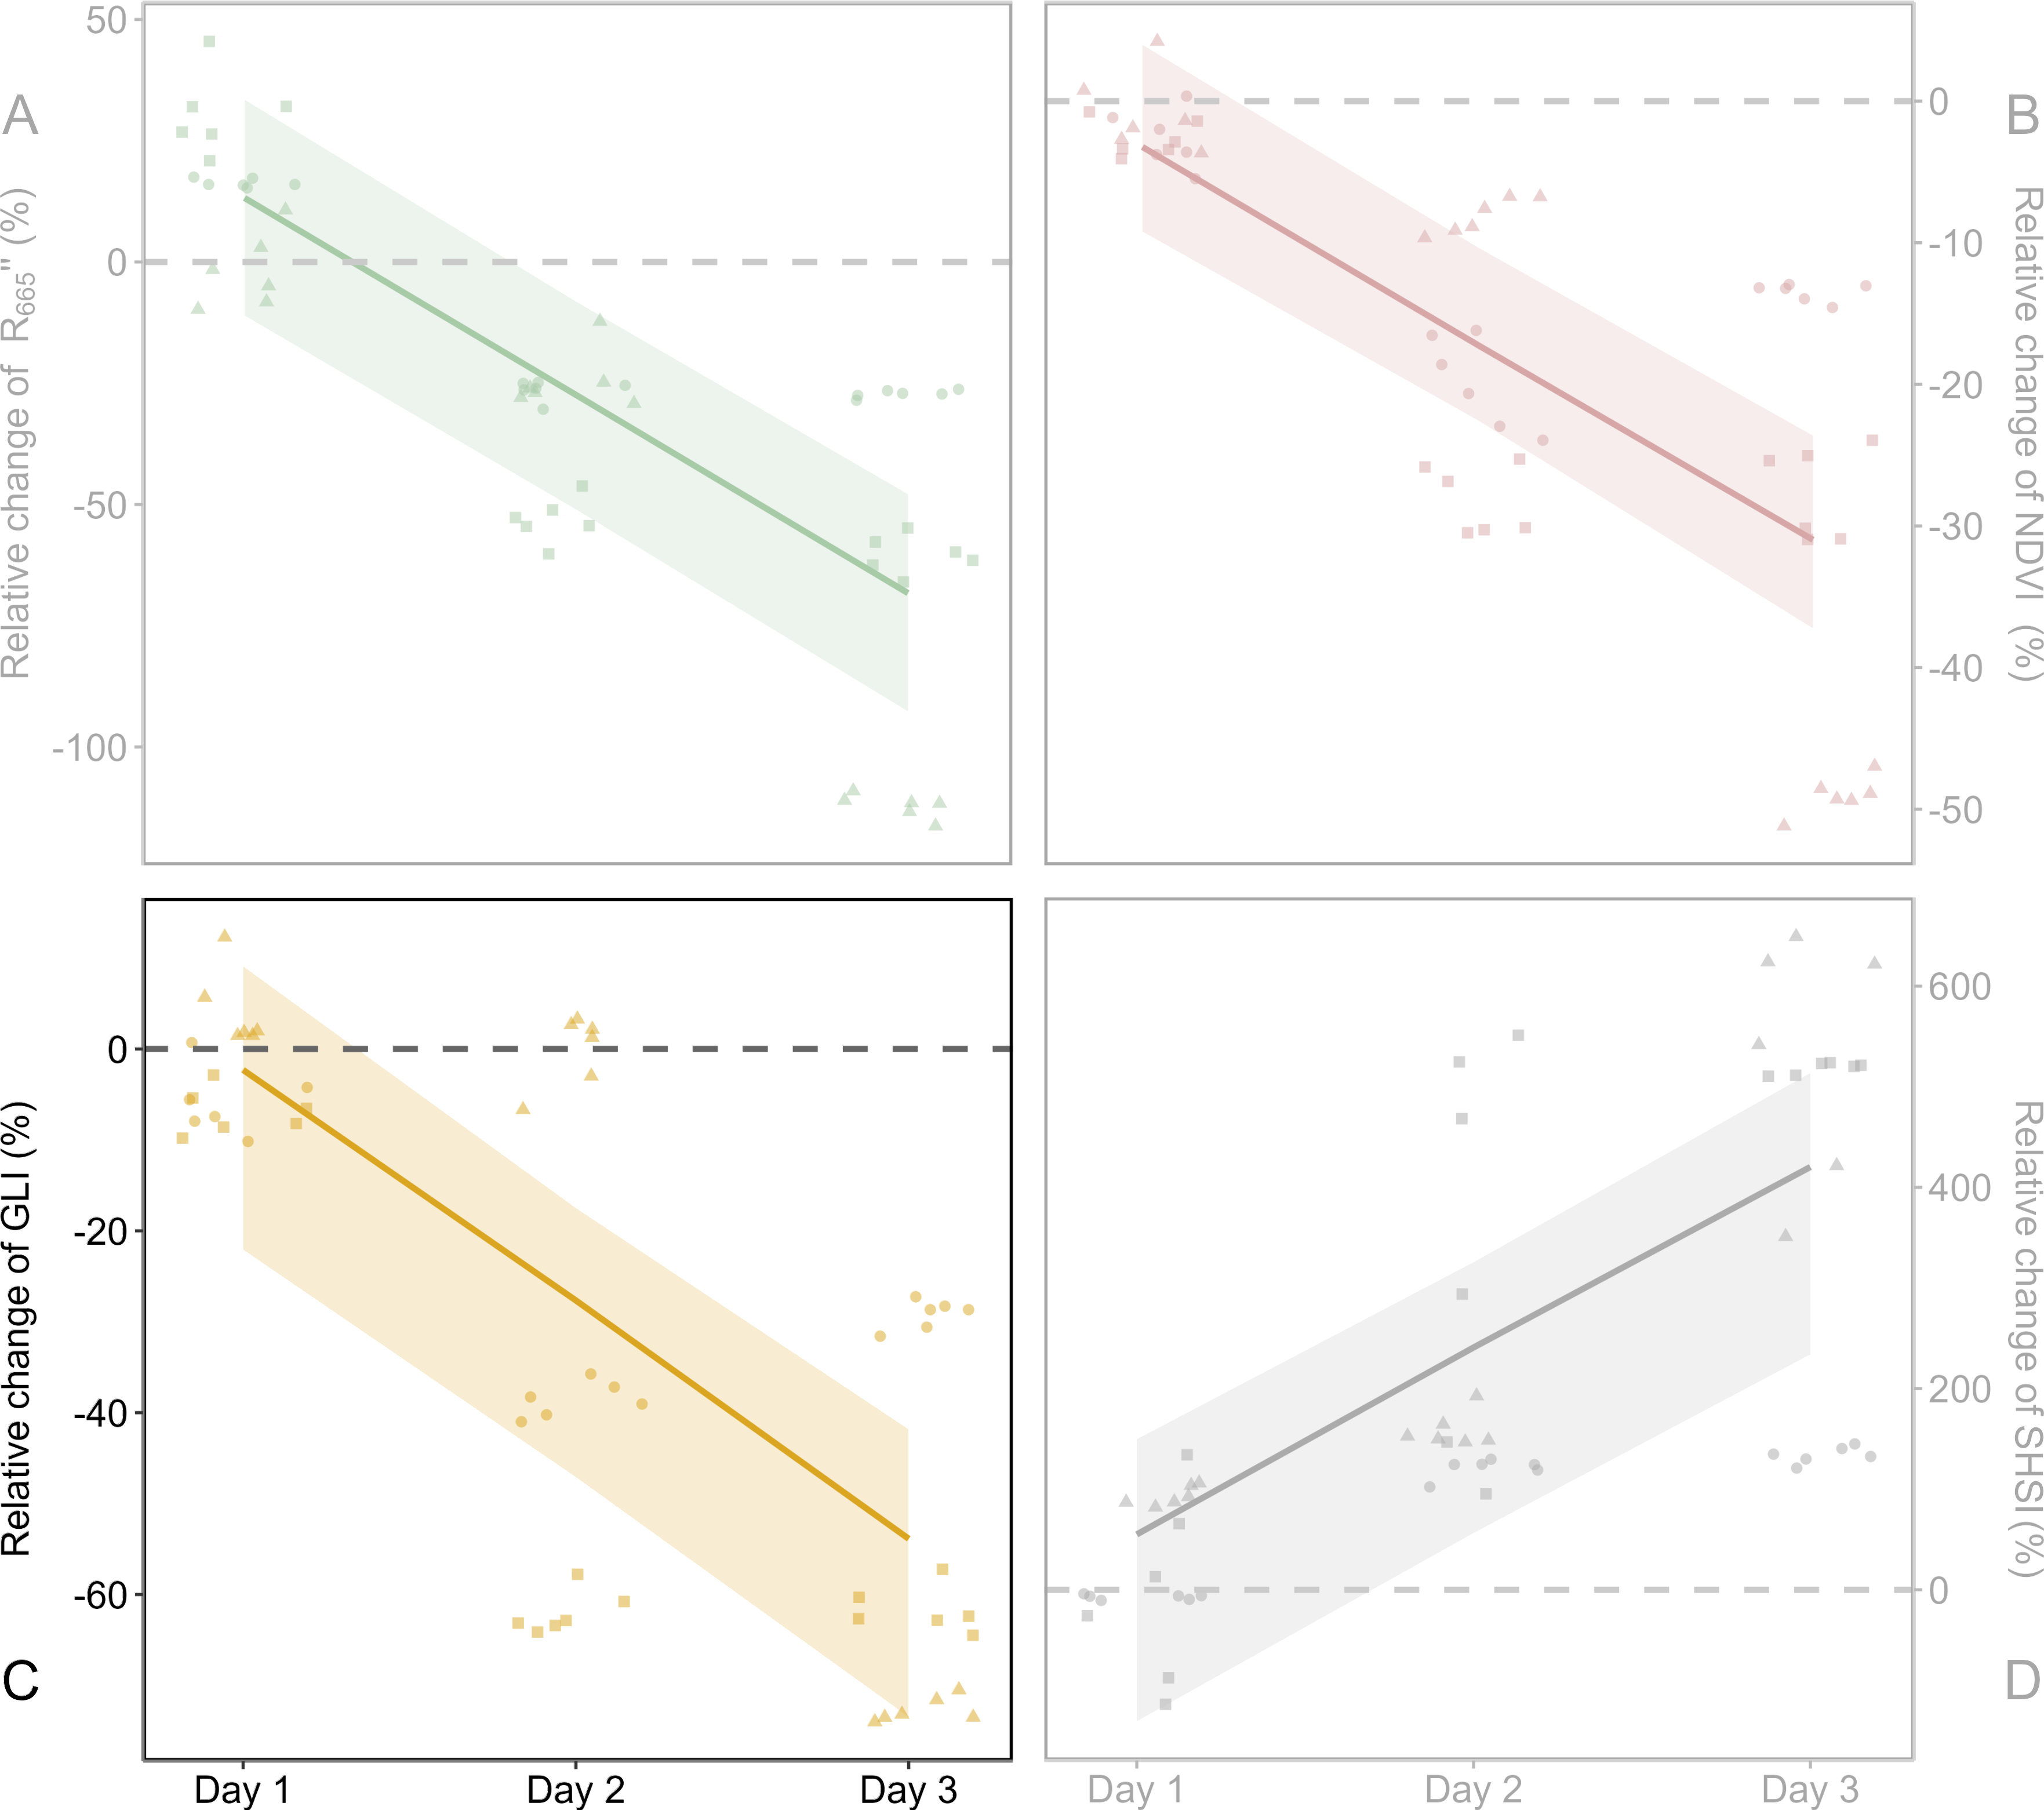 A
Relative change of R665" (%)
50
0
-50
-100
B
Relative change of NDVI (%)
0
-10
-20
-30
-40
-50
C
Relative change of GLI (%)
0
-20
-40
-60
Day 1 Day 2 Day 3
D
Relative change of SHSI (%)
600
400
200
0
Day 1 Day 2 Day 3